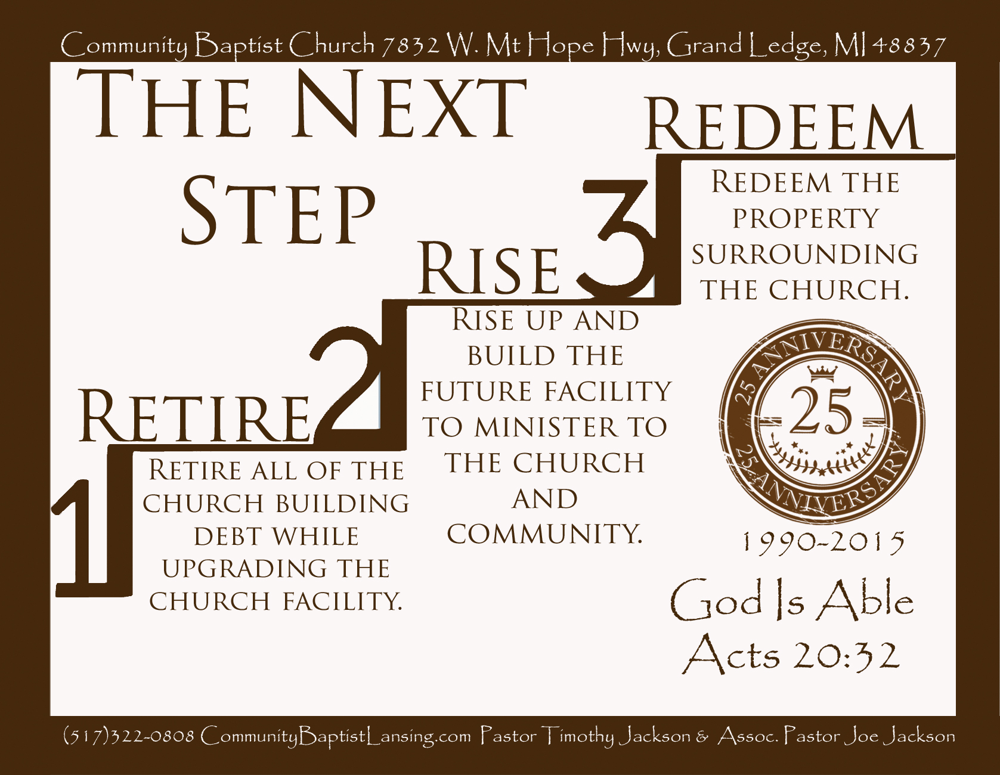 Community Baptist Church 7832 W. Mt Hope Hwy, Grand Ledge, MI 48837
The Next
Step
1
Retire
Retire all of the
church building
debt while
upgrading the
church facility.
2
Rise
Rise up and
build the
future facility
to minister to
the church
and
community.
3
Redeem
Redeem the
property
surrounding
the church.
25 ANNIVERSARY
25
25 ANNIVERSARY
1990-2015
God Is Able
Acts 20:32
(517)322-0808 CommunityBaptistLansing.com Pastor Timothy Jackson & Assoc. Pastor Joe Jackson